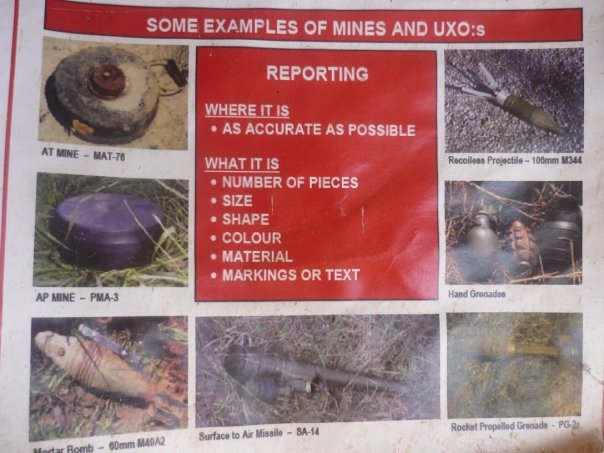 SOME EXAMPLES OF MINES AND UXO:s
AT MINE – MAT-76
AP MINE – PMA-3
REPORTING
WHERE IT IS
• AS ACCURATE AS POSSIBLE
WHAT IT IS
• NUMBER OF PIECES
• SIZE
• SHAPE
• COLOUR
• MATERIAL
• MARKINGS OR TEXT
Recoiless Projectile – 106mm M344
Hand Grenades
Mortar Bomb – 60mm M49A2
Surface to Air Missile – SA-14
Rocket Propelled Grenade –